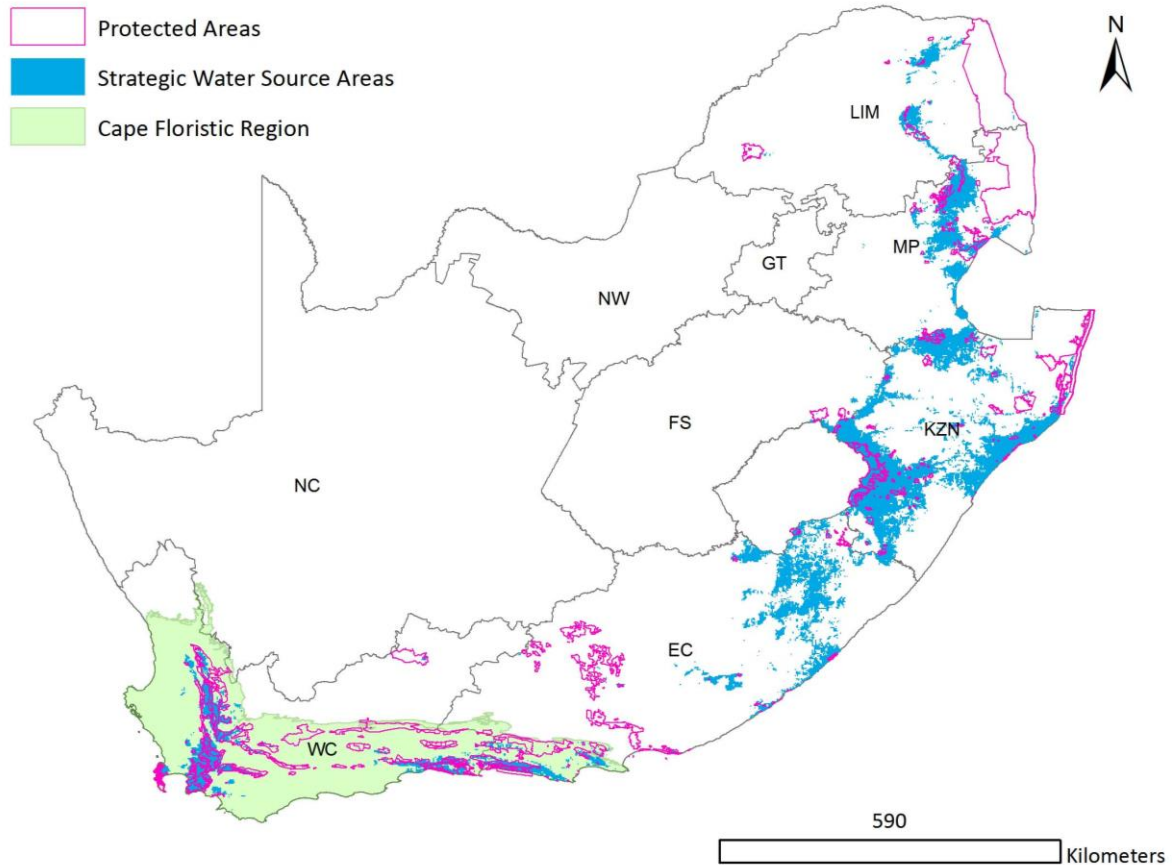 Protected Areas
Strategic Water Source Areas
Cape Floristic Region
N
LIM
MP
GT
NW
FS
KZN
NC
EC
WC
590
Kilometers